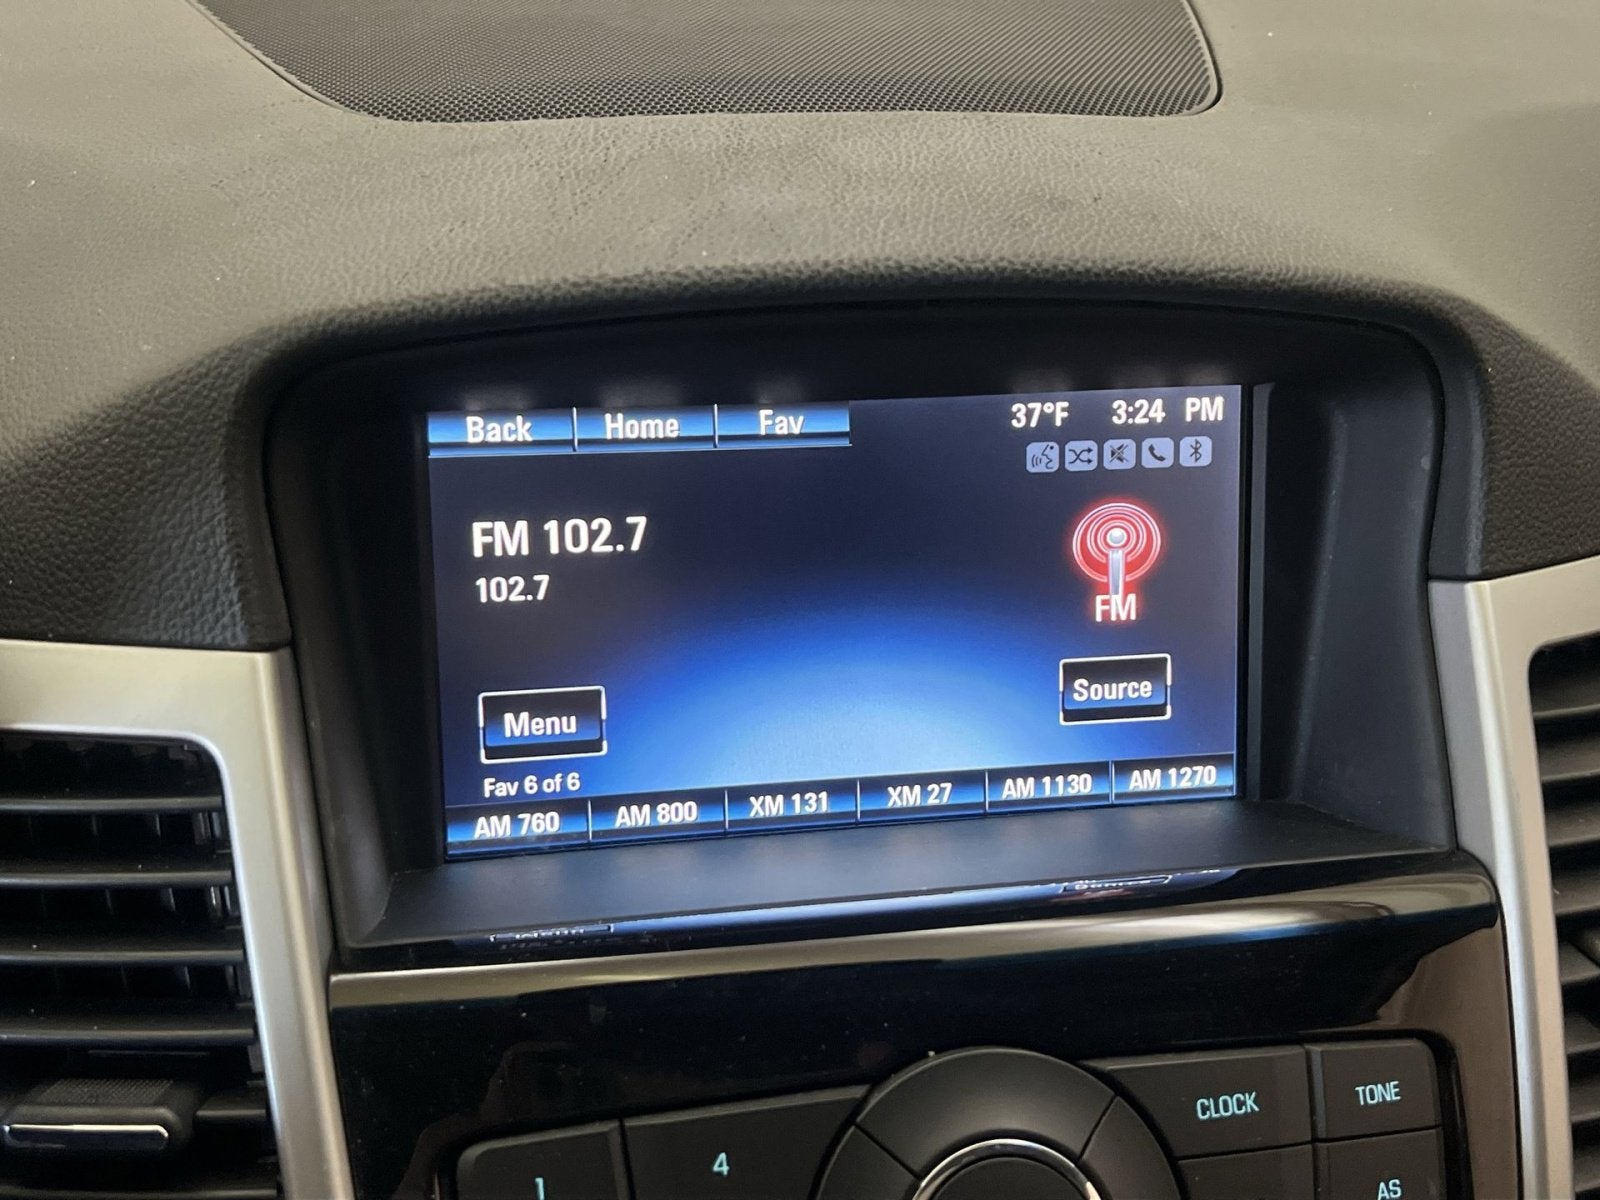 Back Home Fav 37°F 3:24 PM
FM 102.7
102.7
FM
Menu
Source
Fav 6 of 6
AM 760 AM 800 XM 131 XM 27 AM 1130 AM 1270
CLOCK TONE
1 4 AS